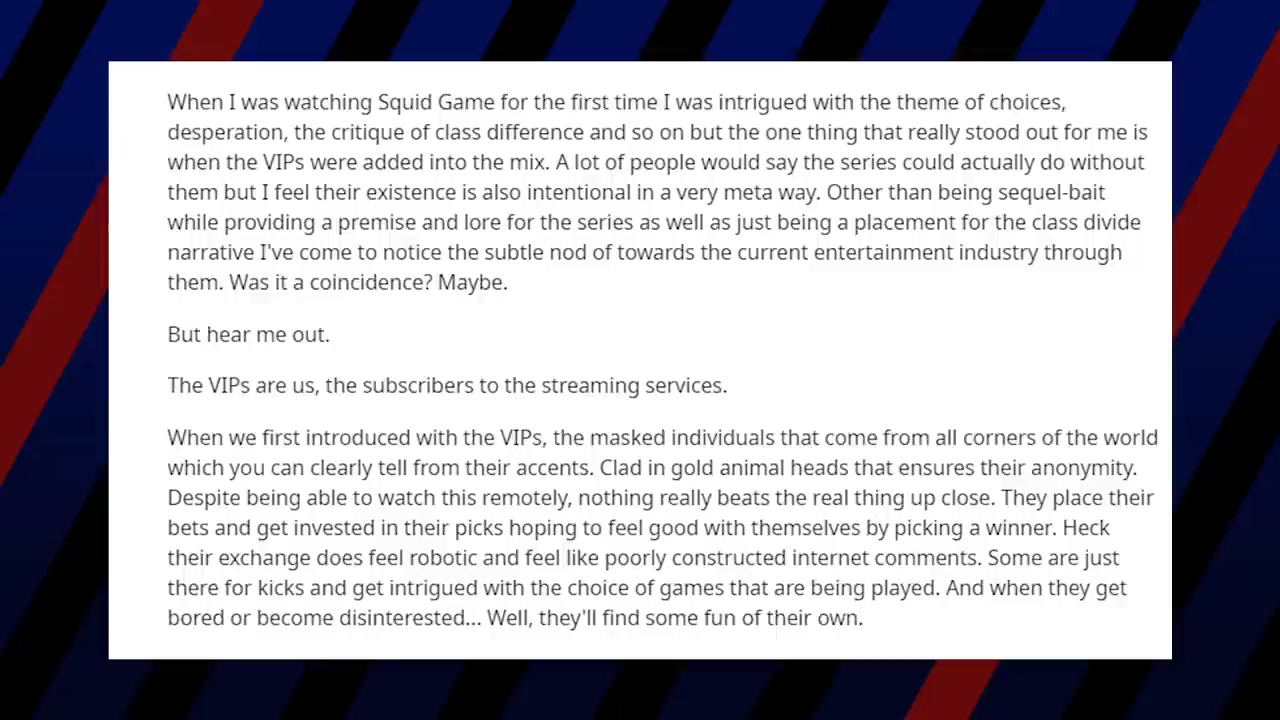 When I was watching Squid Game for the first time I was intrigued with the theme of choices,
desperation, the critique of class difference and so on but the one thing that really stood out for me is
when the VIPs were added into the mix. A lot of people would say the series could actually do without
them but I feel their existence is also intentional in a very meta way. Other than being sequel-bait
while providing a premise and lore for the series as well as just being a placement for the class divide
narrative I've come to notice the subtle nod of towards the current entertainment industry through
them. Was it a coincidence? Maybe.
But hear me out.
The VIPs are us, the subscribers to the streaming services.
When we first introduced with the VIPs, the masked individuals that come from all corners of the world
which you can clearly tell from their accents. Clad in gold animal heads that ensures their anonymity.
Despite being able to watch this remotely, nothing really beats the real thing up close. They place their
bets and get invested in their picks hoping to feel good with themselves by picking a winner. Heck
their exchange does feel robotic and feel like poorly constructed internet comments. Some are just
there for kicks and get intrigued with the choice of games that are being played. And when they get
bored or become disinterested... Well, they'll find some fun of their own.